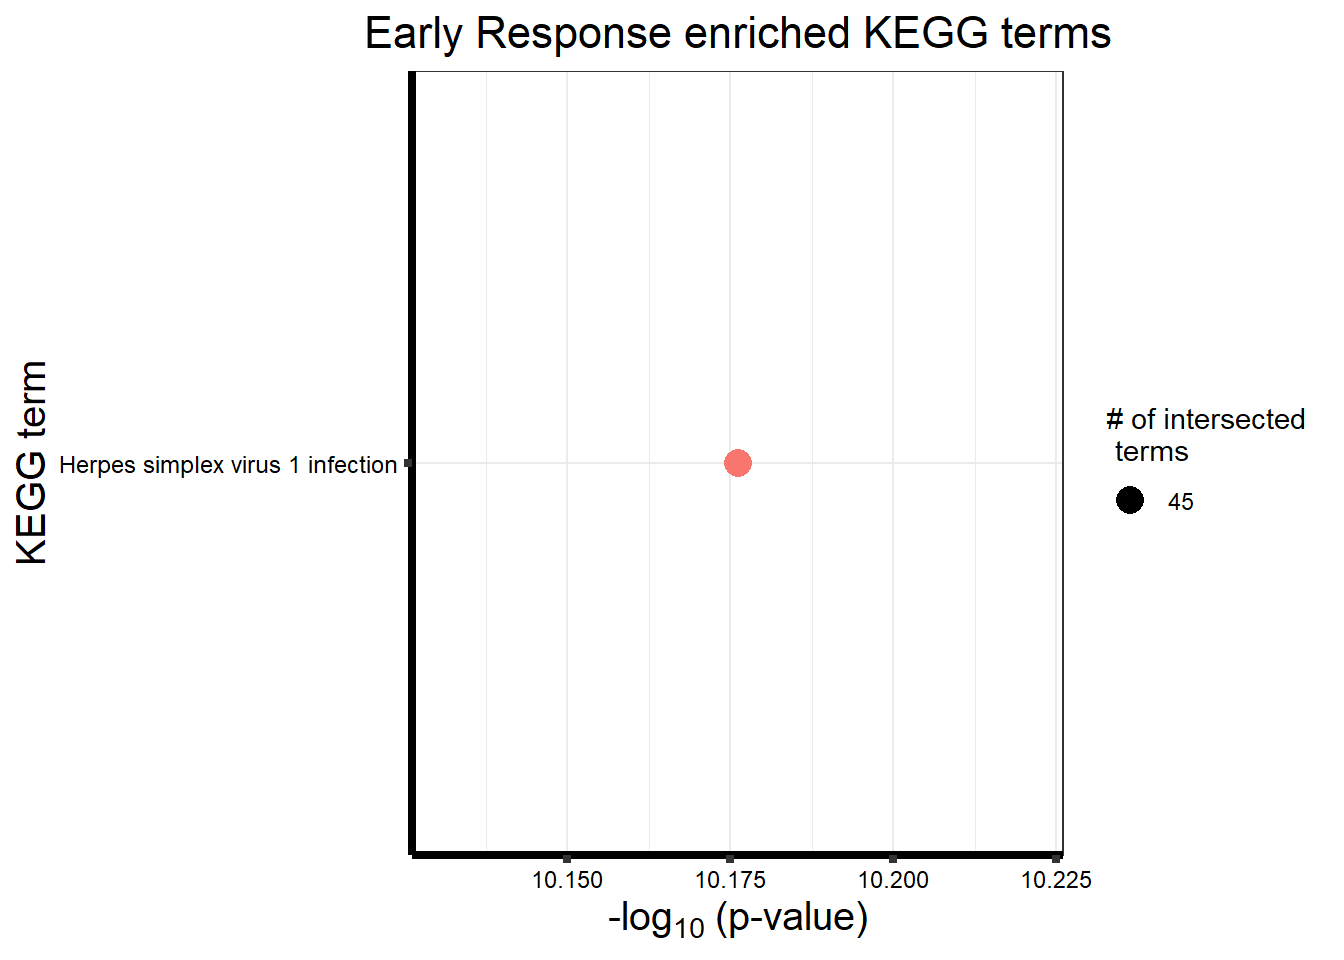 Early Response enriched KEGG terms
KEGG term
Herpes simplex virus 1 infection
# of intersected
terms
45
10.150 10.175 10.200 10.225
-log10 (p-value)